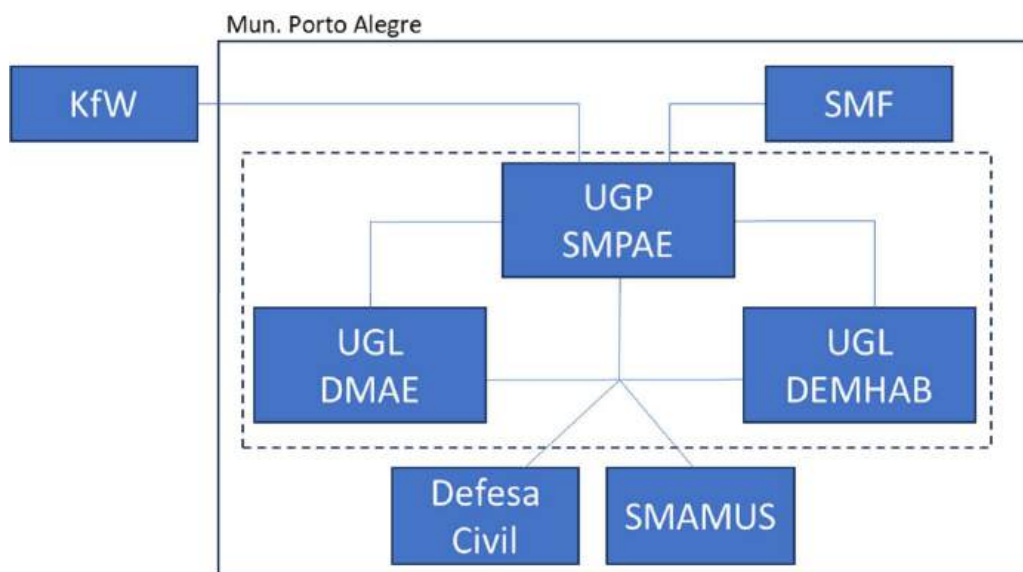 Mun. Porto Alegre
KfW
SMF
UGP
SMPAE
UGL
DMAE
UGL
DEMHAB
Defesa
Civil
SMAMUS